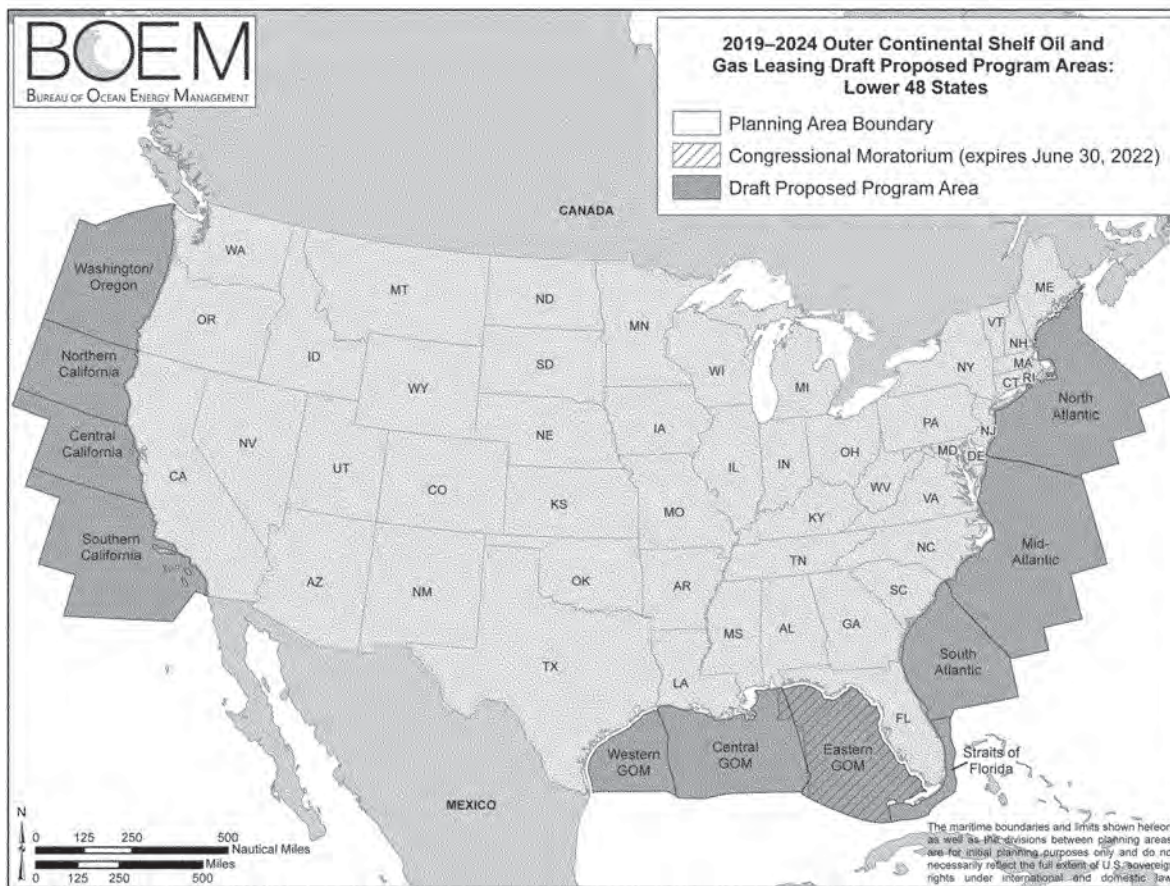 BOEM
BUREAU OF OCEAN ENERGY MANAGEMENT
2019–2024 Outer Continental Shelf Oil and
Gas Leasing Draft Proposed Program Areas:
Lower 48 States
Planning Area Boundary
Congressional Moratorium (expires June 30, 2022)
Draft Proposed Program Area
CANADA
Washington/
Oregon
Northern
California
Central
California
Southern
California
WA
OR
CA
NV
ID
MT
WY
UT
AZ
CO
NM
ND
SD
NE
KS
OK
TX
MN
IA
MO
AR
LA
WI
IL
MS
MI
IN
KY
TN
AL
OH
WV
GA
FL
SC
NC
VA
MD
DE
PA
NJ
NY
CT
RI
MA
VT
NH
ME
North
Atlantic
Mid-
Atlantic
South
Atlantic
Straits of
Florida
Western
GOM
Central
GOM
Eastern
GOM
MEXICO
N
0 125 250 500
Nautical Miles
Miles
0 125 250 500
The maritime boundaries and limits shown hereon
as well as the divisions between planning areas
are for initial planning purposes only and do no
necessarily reflect the full extent of U.S. sovereign
rights under international and domestic law